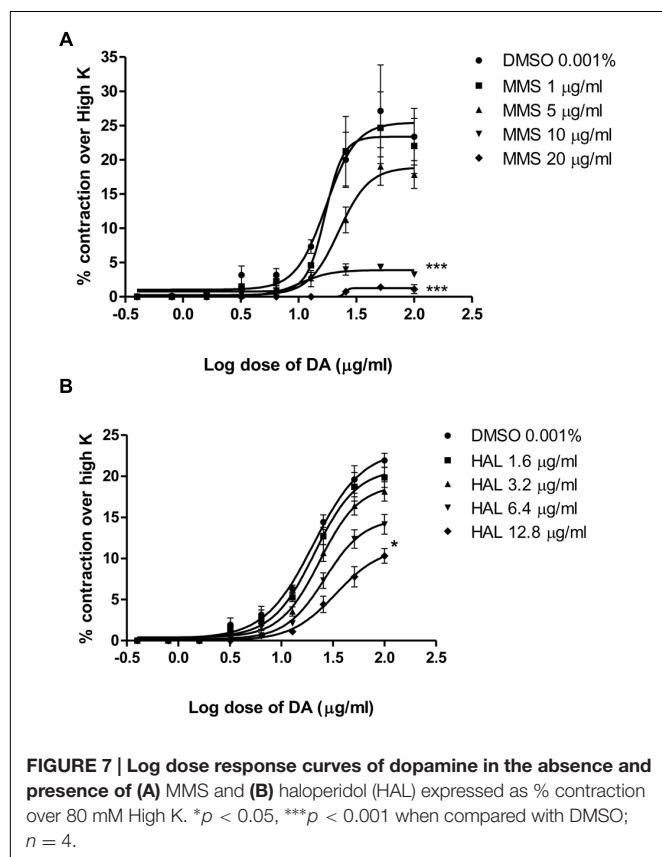 A
% contraction over High K
35
30
25
20
15
10
5
0
-0.5 0.0 0.5 1.0 1.5 2.0 2.5
Log dose of DA (μg/ml)
DMSO 0.001%
MMS 1 μg/ml
MMS 5 μg/ml
MMS 10 μg/ml
MMS 20 μg/ml
***
***
B
% contraction over high K
25
20
15
10
5
0
-0.5 0.0 0.5 1.0 1.5 2.0 2.5
Log dose of DA (μg/ml)
DMSO 0.001%
HAL 1.6 μg/ml
HAL 3.2 μg/ml
HAL 6.4 μg/ml
HAL 12.8 μg/ml
*
FIGURE 7 | Log dose response curves of dopamine in the absence and
presence of (A) MMS and (B) haloperidol (HAL) expressed as % contraction
over 80 mM High K. *p < 0.05, ***p < 0.001 when compared with DMSO;
n = 4.